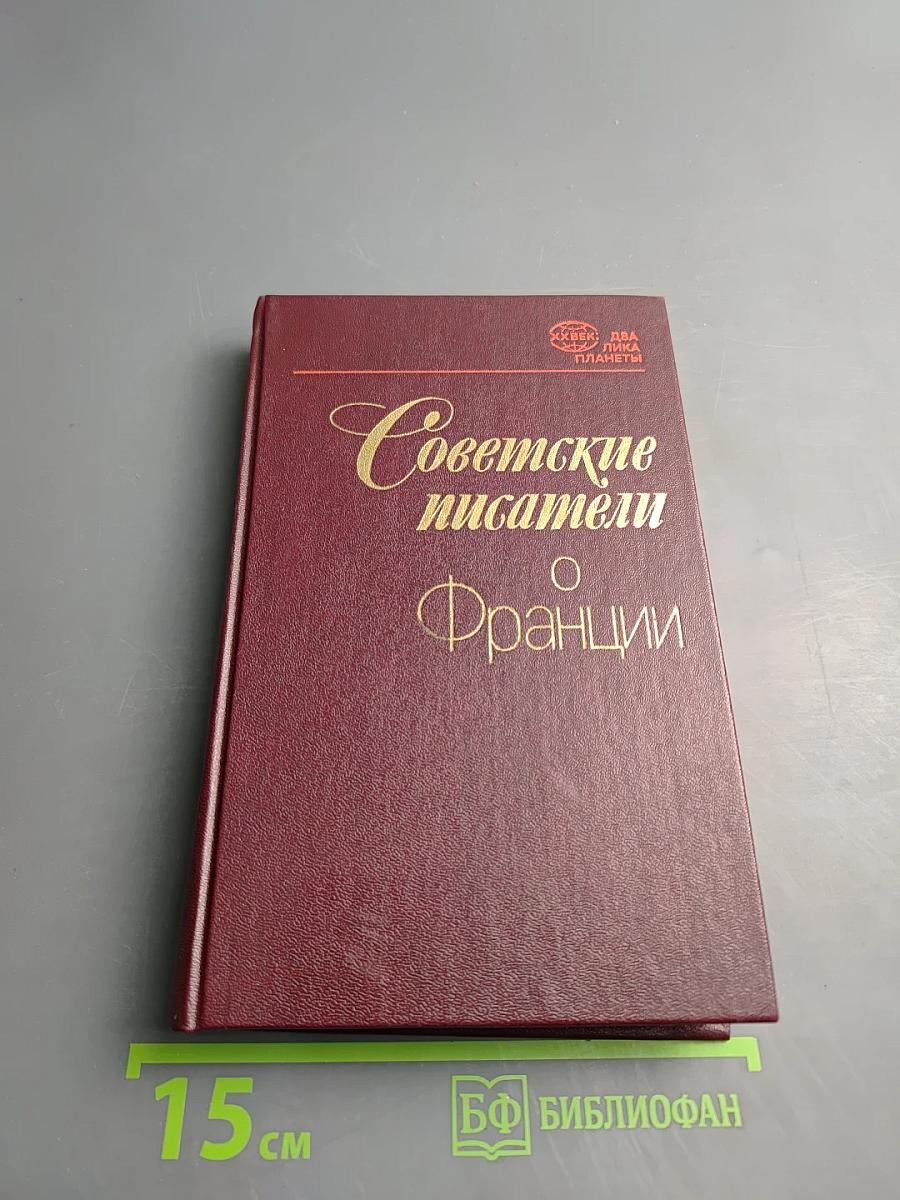 XX ВЕК: ДВА
ЛИКА
ПЛАНЕТЫ
Советские
писатели
о
Франции
15 см
БФ БИБЛИОФАН